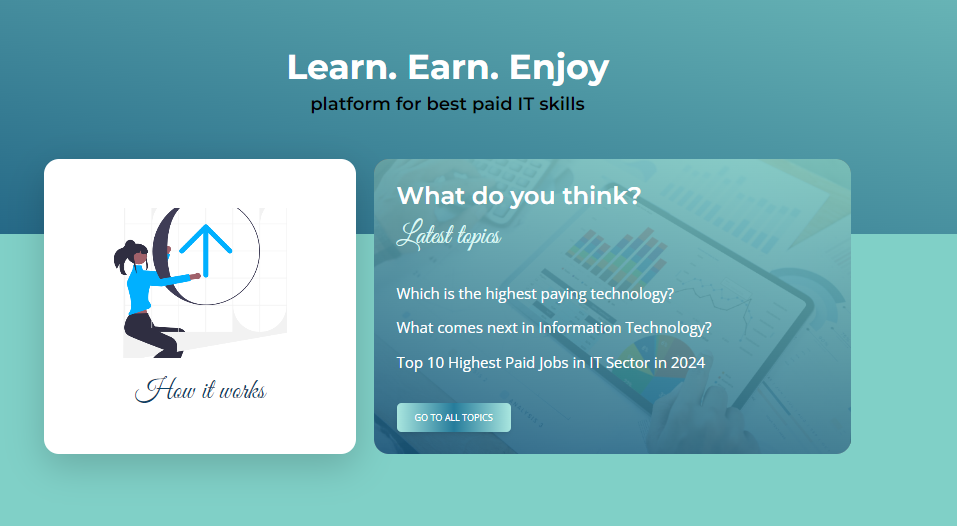 Learn. Earn. Enjoy
platform for best paid IT skills
How it works
What do you think?
Latest topics
Which is the highest paying technology?
What comes next in Information Technology?
Top 10 Highest Paid Jobs in IT Sector in 2024
GO TO ALL TOPICS